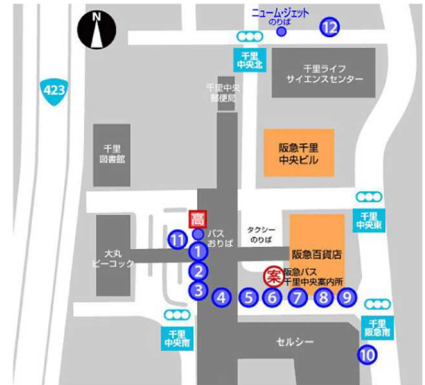 N
ニューム・ジェット
のりば
12
千里
中央北
千里ライフ
サイエンスセンター
423
千里中央
郵便局
千里
図書館
阪急千里
中央ビル
千里
中央東
高
バス
おりば
タクシー
のりば
11
1
大丸
ピーコック
阪急百貨店
2
案
阪急バス
千里中央案内所
3
4
5
6
7
8
9
千里
中央南
千里
阪急南
セルシー
10